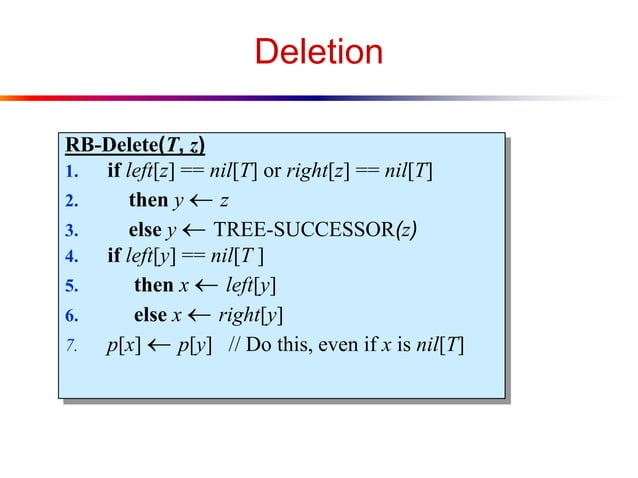 Deletion
RB-Delete(T, z)
1. if left[z] == nil[T] or right[z] == nil[T]
2. then y ← z
3. else y ← TREE-SUCCESSOR(z)
4. if left[y] == nil[T ]
5. then x ← left[y]
6. else x ← right[y]
7. p[x] ← p[y] // Do this, even if x is nil[T]